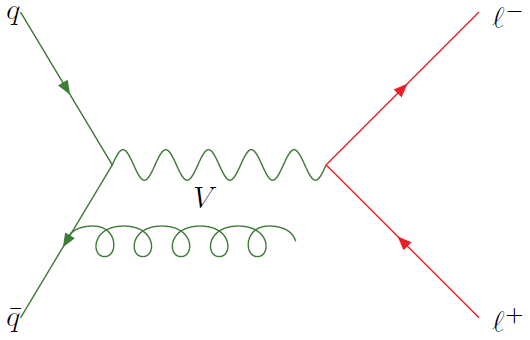 q ℓ⁻
V
q̄ ℓ⁺